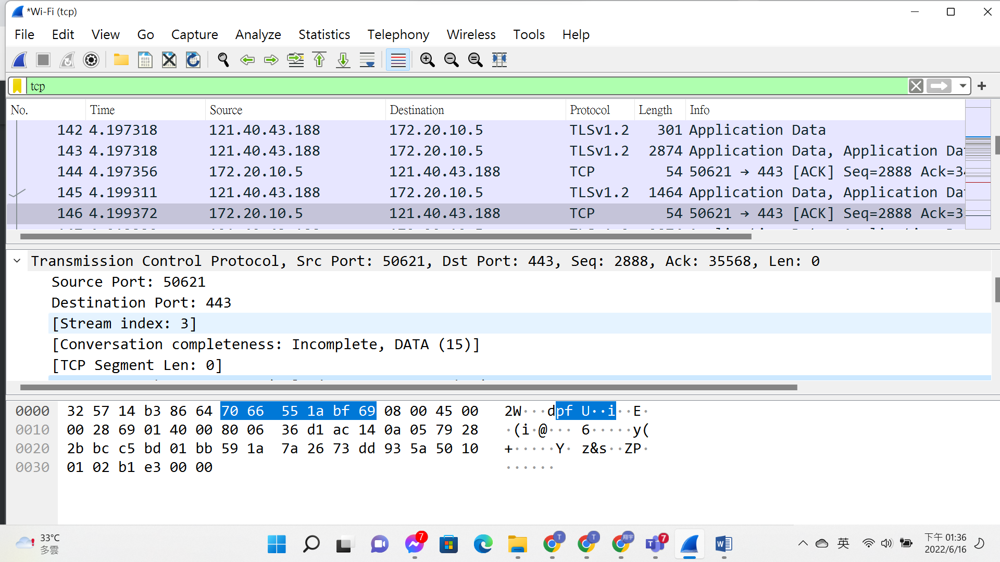 *Wi-Fi (tcp)
File Edit View Go Capture Analyze Statistics Telephony Wireless Tools Help
tcp
No. Time Source Destination Protocol Length Info
142 4.197318 121.40.43.188 172.20.10.5 TLSv1.2 301 Application Data
143 4.197318 121.40.43.188 172.20.10.5 TLSv1.2 2874 Application Data, Application Da
144 4.197356 172.20.10.5 121.40.43.188 TCP 54 50621 → 443 [ACK] Seq=2888 Ack=34
145 4.199311 121.40.43.188 172.20.10.5 TLSv1.2 1464 Application Data, Application Da
146 4.199372 172.20.10.5 121.40.43.188 TCP 54 50621 → 443 [ACK] Seq=2888 Ack=3
Transmission Control Protocol, Src Port: 50621, Dst Port: 443, Seq: 2888, Ack: 35568, Len: 0
Source Port: 50621
Destination Port: 443
[Stream index: 3]
[Conversation completeness: Incomplete, DATA (15)]
[TCP Segment Len: 0]
0000 32 57 14 b3 86 64 70 66 55 1a bf 69 08 00 45 00 2W···dpf U··i··E·
0010 00 28 69 01 40 00 80 06 36 d1 ac 14 0a 05 79 28 ·(i·@··· 6·····y(
0020 2b bc c5 bd 01 bb 59 1a 7a 26 73 dd 93 5a 50 10 +·····Y· z&s··ZP·
0030 01 02 b1 e3 00 00 ······
33°C
多雲
7
T
T
翔宇
7
英
下午 01:36
2022/6/16